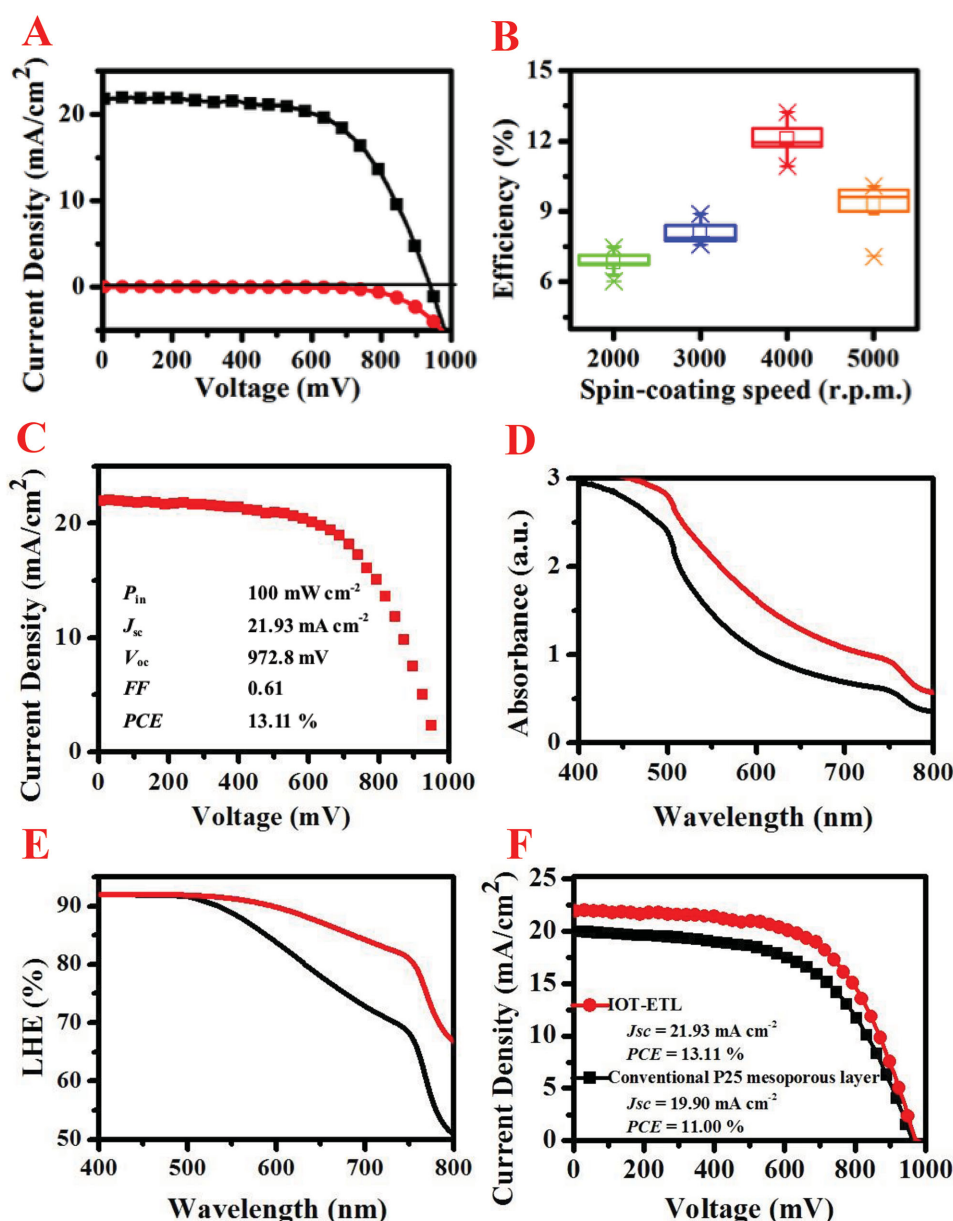 A
Current Density (mA/cm²)
20
10
0
0
200
400
600
800
1000
Voltage (mV)
B
Efficiency (%)
15
12
9
6
2000
3000
4000
5000
Spin-coating speed (r.p.m.)
C
Current Density (mA/cm²)
20
10
0
P_in 100 mW cm⁻²
J_sc 21.93 mA cm⁻²
V_oc 972.8 mV
FF 0.61
PCE 13.11 %
0
200
400
600
800
1000
Voltage (mV)
D
Absorbance (a.u.)
3
2
1
0
400
500
600
700
800
Wavelength (nm)
E
LHE (%)
90
80
70
60
50
400
500
600
700
800
Wavelength (nm)
F
Current Density (mA/cm²)
25
20
15
10
5
0
IOT-ETL
Jsc = 21.93 mA cm⁻²
PCE = 13.11 %
Conventional P25 mesoporous layer
Jsc = 19.90 mA cm⁻²
PCE = 11.00 %
0
200
400
600
800
1000
Voltage (mV)